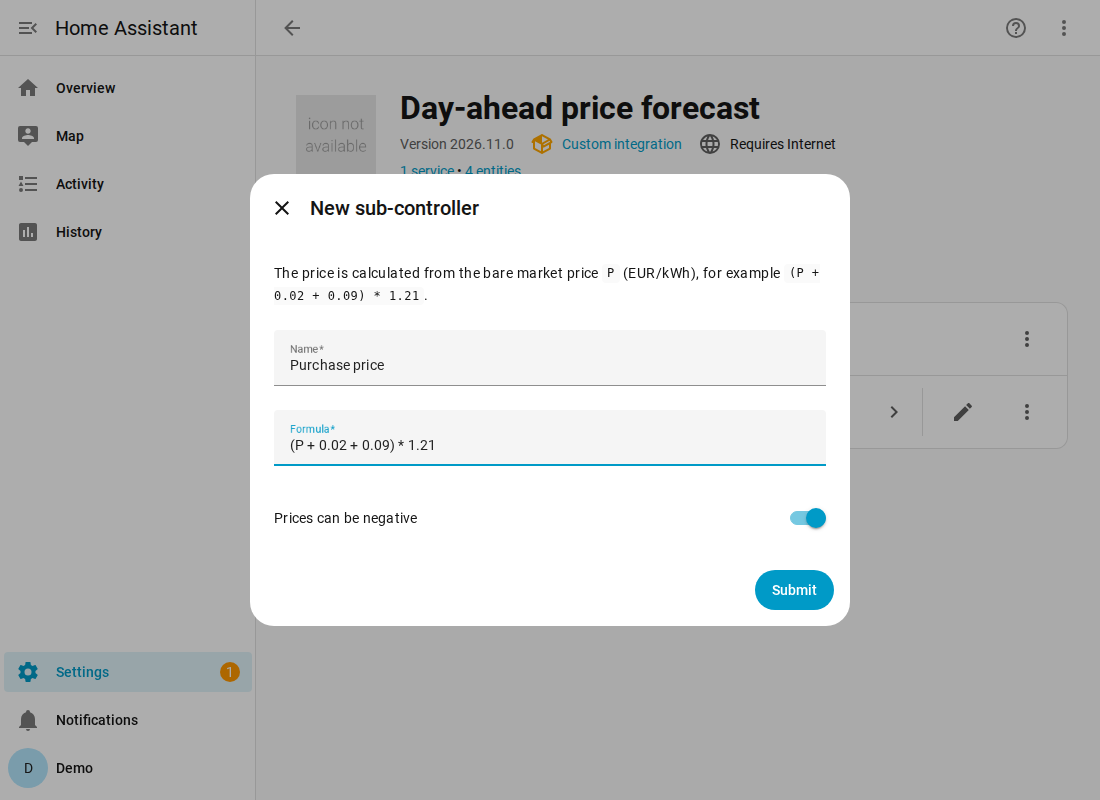 Home Assistant
Overview
Map
Activity
History
Settings
1
Notifications
D
Demo
icon not
available
Day-ahead price forecast
Version 2026.11.0
Custom integration
Requires Internet
1 service • 4 entities
New sub-controller
The price is calculated from the bare market price P (EUR/kWh), for example (P +
0.02 + 0.09) * 1.21.
Name*
Purchase price
Formula*
(P + 0.02 + 0.09) * 1.21
Prices can be negative
Submit